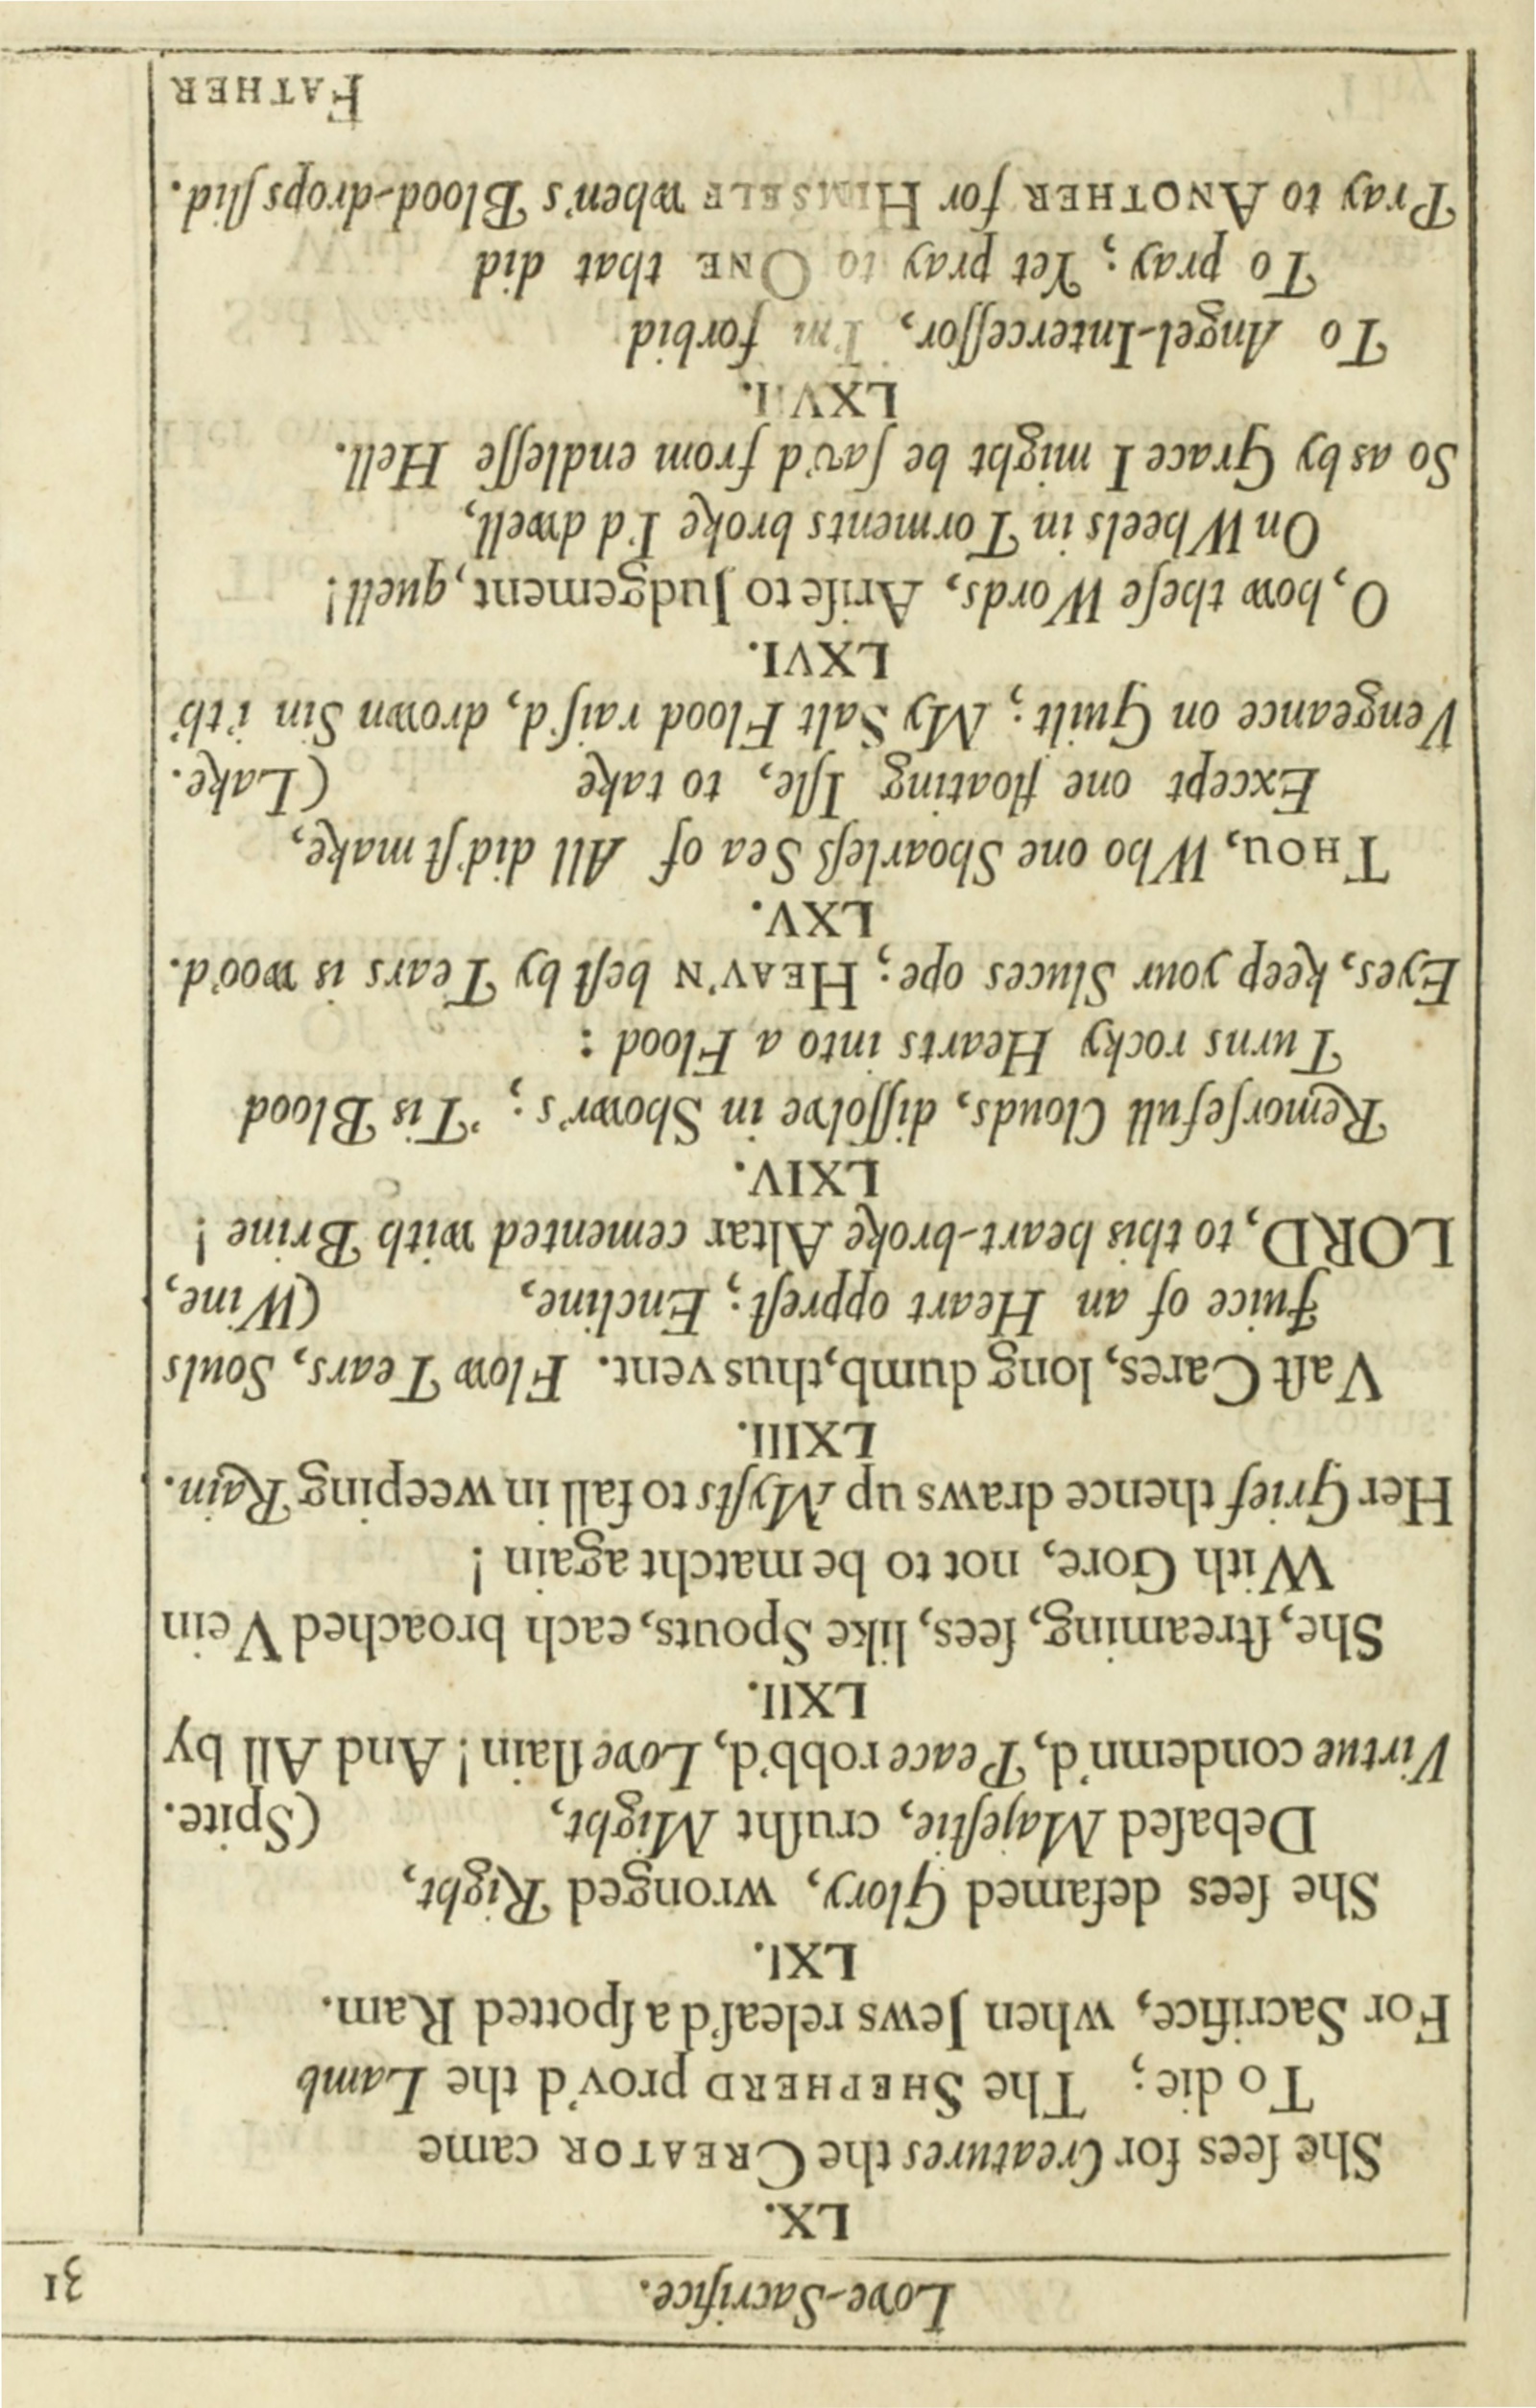 Love-Sacrifice. 31
LX.
She ſees for Creatures the CREATOR came
To die; The SHEPHERD prov'd the Lamb
For Sacrifice, when Jews releaſ'd a ſpotted Ram.
LXI.
She ſees defamed Glory, wronged Right,
Debaſed Majeſtie, cruſht Might, (Spite.
Virtue condemn'd, Peace robb'd, Love ſlain! And All by
LXII.
She, ſtreaming, ſees, like Spouts, each broached Vein
With Gore, not to be matcht again!
Her Grief thence draws up Myſts to fall in weeping Rain.
LXIII.
Vaſt Cares, long dumb, thus vent. Flow Tears, Souls
Juice of an Heart oppreſt; Encline, (Wine,
LORD, to this heart-broke Altar cemented with Brine!
LXIV.
Remorſefull Clouds, diſſolve in Showr's; 'Tis Blood
Turns rocky Hearts into a Flood:
Eyes, keep your Sluces ope; HEAV'N beſt by Tears is woo'd.
LXV.
THOU, Who one Shoarleſs Sea of All did'ſt make,
Except one floating Iſle, to take (Lake.
Vengeance on Guilt; My Salt Flood raiſ'd, drown Sin i'th'
LXVI.
O, how theſe Words, Ariſe to Judgement, quell!
On Wheels in Torments broke I'd dwell,
So as by Grace I might be ſav'd from endleſſe Hell.
LXVII.
To Angel-Interceſſor, I'm forbid
To pray; Yet pray to ONE that did
Pray to ANOTHER for HIMSELF when's Blood-drops ſlid.
FATHER